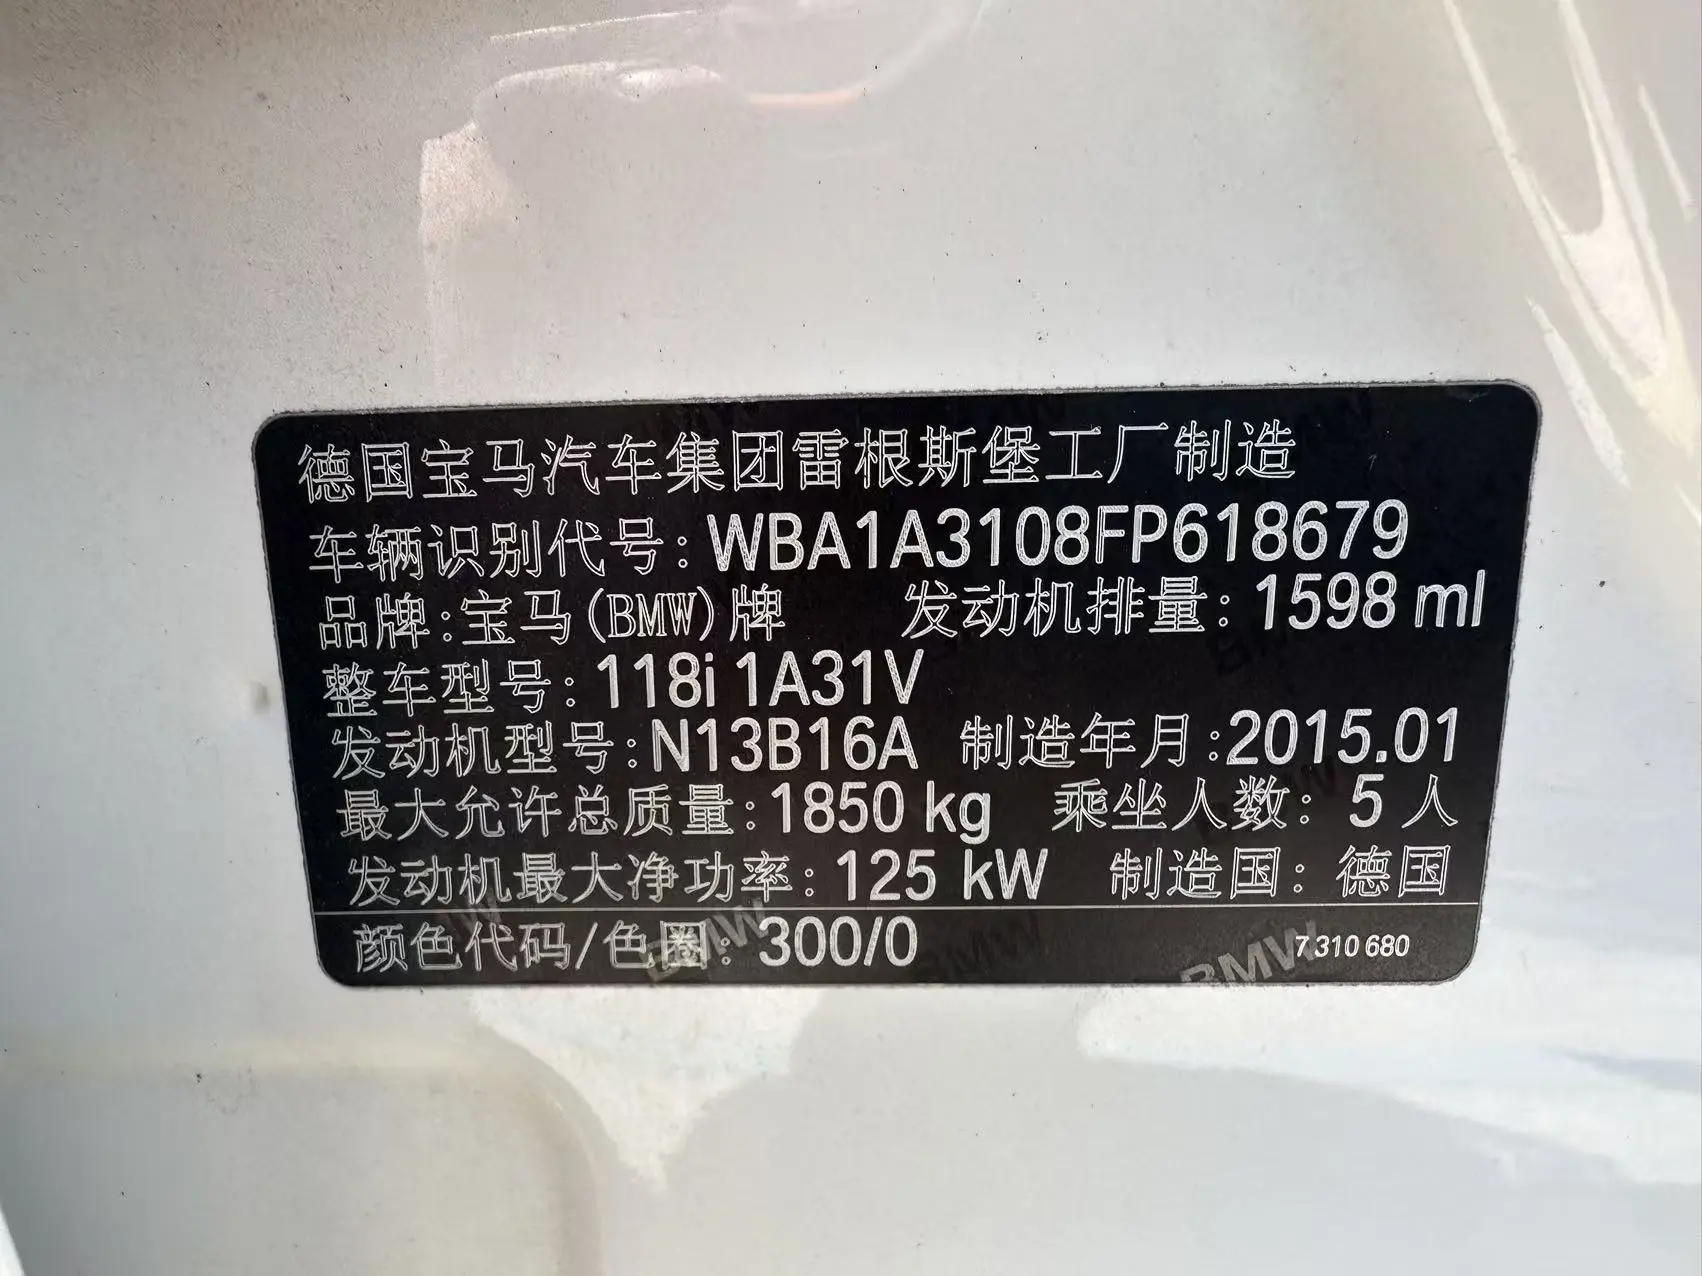 德国宝马汽车集团雷根斯堡工厂制造
车辆识别代号:WBA1A3108FP618679
品牌:宝马(BMW)牌 发动机排量:1598 ml
整车型号:118i 1A31V
发动机型号:N13B16A 制造年月:2015.01
最大允许总质量:1850 kg 乘坐人数:5 人
发动机最大净功率:125 kW 制造国:德国
颜色代码/色圈:300/0 7 310 680